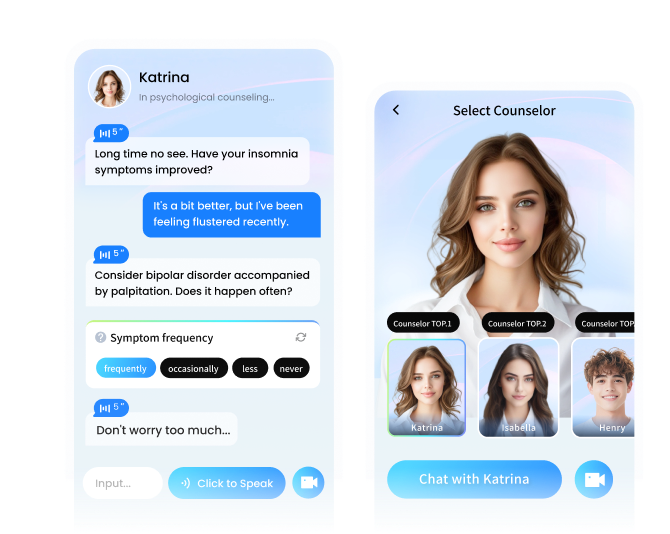 Katrina
In psychological counseling...
5"
Long time no see. Have your insomnia
symptoms improved?
It's a bit better, but I've been
feeling flustered recently.
5"
Consider bipolar disorder accompanied
by palpitation. Does it happen often?
? Symptom frequency
frequently occasionally less never
5"
Don't worry too much...
Input... Click to Speak
Select Counselor
Counselor TOP.1 Counselor TOP.2 Counselor TOP.
Katrina Isabella Henry
Chat with Katrina